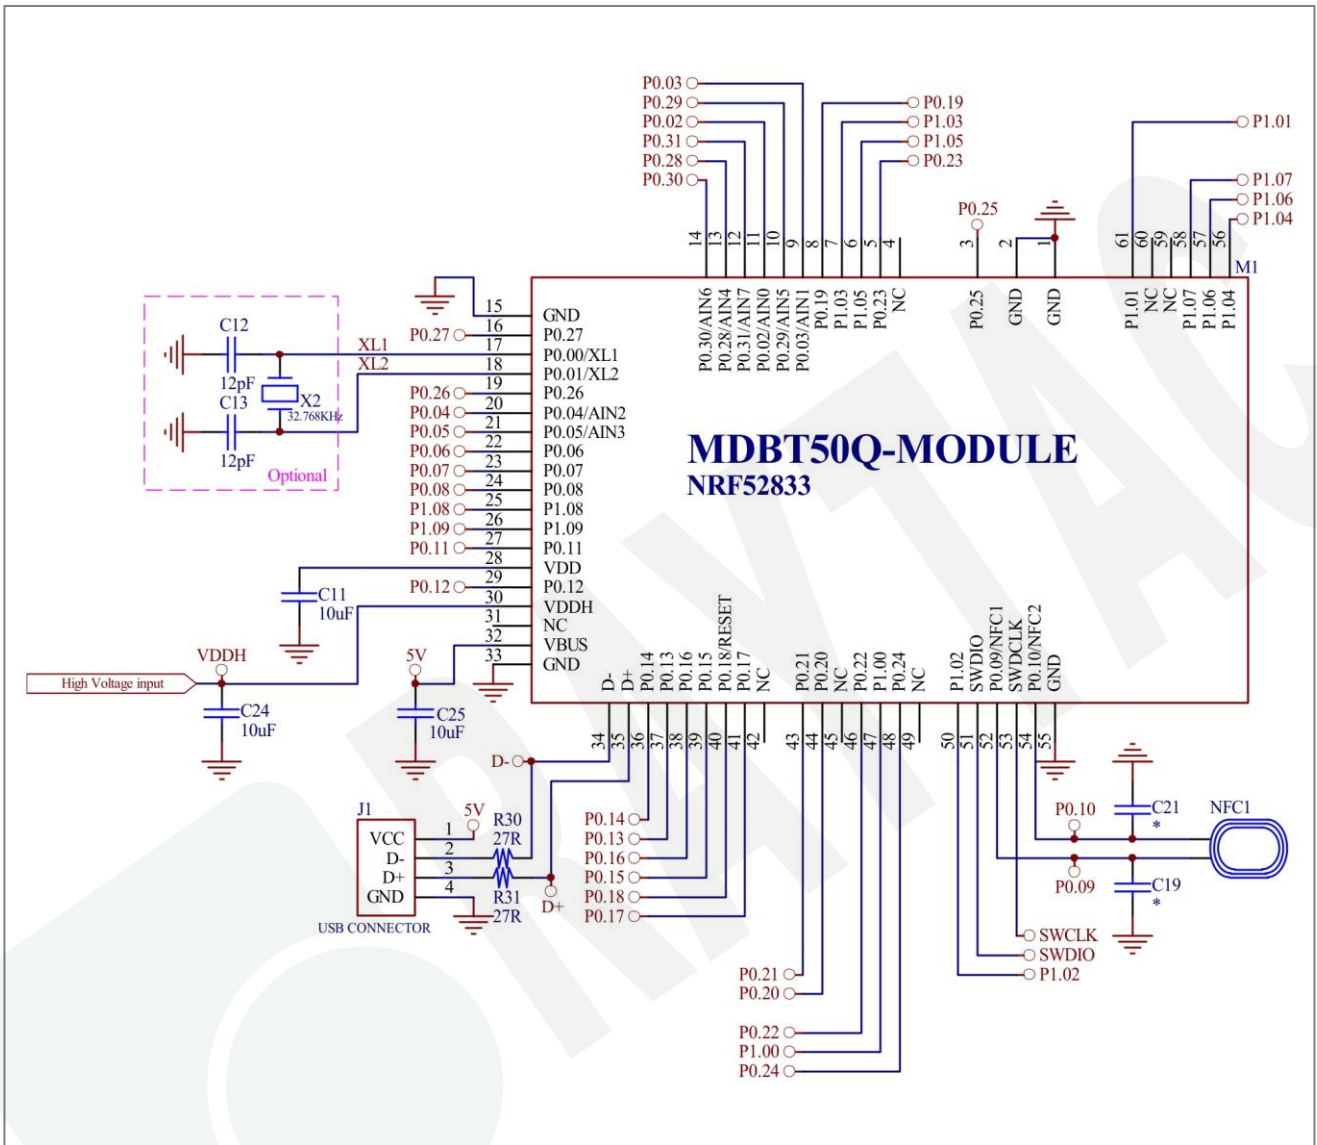 P0.03
P0.29
P0.02
P0.31
P0.28
P0.30
P0.19
P1.03
P1.05
P0.23
P0.25
P1.01
P1.07
P1.06
P1.04
14
13
12
11
10
9
8
7
6
5
4
3
2
1
61
60
59
58
57
56
M1
P0.30/AIN6
P0.28/AIN4
P0.31/AIN7
P0.02/AIN0
P0.29/AIN5
P0.03/AIN1
P0.19
P1.03
P1.05
P0.23
NC
P0.25
GND
GND
P1.01
NC
NC
P1.07
P1.06
P1.04
15 GND
P0.27 16 P0.27
XL1 17 P0.00/XL1
XL2 18 P0.01/XL2
P0.26 19 P0.26
P0.04 20 P0.04/AIN2
P0.05 21 P0.05/AIN3
P0.06 22 P0.06
P0.07 23 P0.07
P0.08 24 P0.08
P1.08 25 P1.08
P1.09 26 P1.09
P0.11 27 P0.11
28 VDD
P0.12 29 P0.12
30 VDDH
31 NC
32 VBUS
33 GND
C12
12pF
C13
12pF
X2
32.768KHz
Optional
MDBT50Q-MODULE
NRF52833
RAYTAC
C11
10uF
VDDH
High Voltage input
C24
10uF
5V
C25
10uF
D-
D+
P0.14
P0.13
P0.16
P0.15
P0.18/RESET
P0.17
NC
P0.21
P0.20
NC
P0.22
P1.00
P0.24
NC
P1.02
SWDIO
P0.09/NFC1
SWDCLK
P0.10/NFC2
GND
34
35
36
37
38
39
40
41
42
43
44
45
46
47
48
49
50
51
52
53
54
55
D-
J1
VCC 1 5V
D- 2
D+ 3
GND 4
USB CONNECTOR
R30
27R
R31
27R
D+
P0.14
P0.13
P0.16
P0.15
P0.18
P0.17
P0.21
P0.20
P0.22
P1.00
P0.24
P0.10
P0.09
C21
*
C19
*
NFC1
SWCLK
SWDIO
P1.02